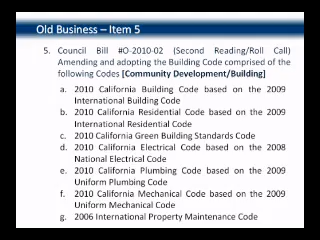 Old Business – Item 5
5. Council Bill #O-2010-02 (Second Reading/Roll Call)
Amending and adopting the Building Code comprised of the
following Codes [Community Development/Building]
a. 2010 California Building Code based on the 2009
International Building Code
b. 2010 California Residential Code based on the 2009
International Residential Code
c. 2010 California Green Building Standards Code
d. 2010 California Electrical Code based on the 2008
National Electrical Code
e. 2010 California Plumbing Code based on the 2009
Uniform Plumbing Code
f. 2010 California Mechanical Code based on the 2009
Uniform Mechanical Code
g. 2006 International Property Maintenance Code